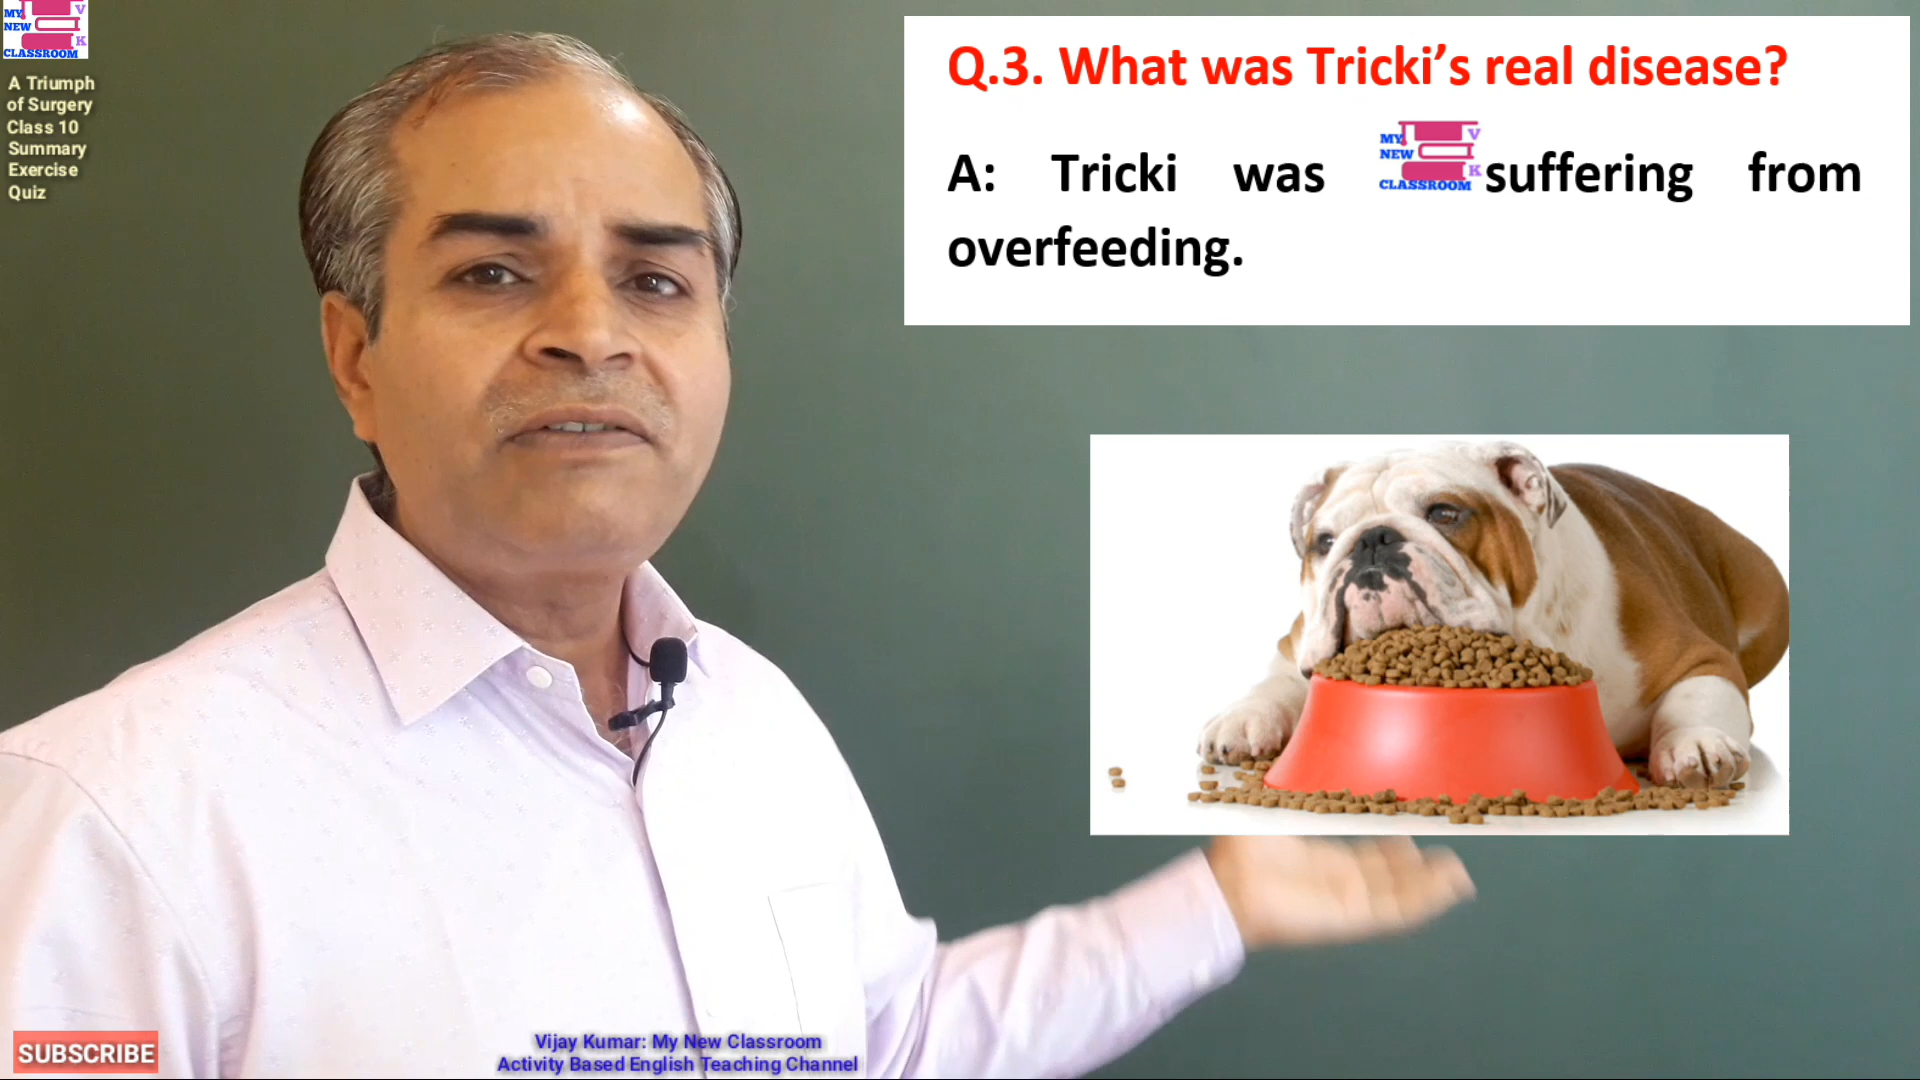 MY
NEW
V
K
CLASSROOM
A Triumph
of Surgery
Class 10
Summary
Exercise
Quiz
Q.3. What was Tricki’s real disease?
A: Tricki was suffering from
MY
NEW
V
K
CLASSROOM
overfeeding.
SUBSCRIBE
Vijay Kumar: My New Classroom
Activity Based English Teaching Channel